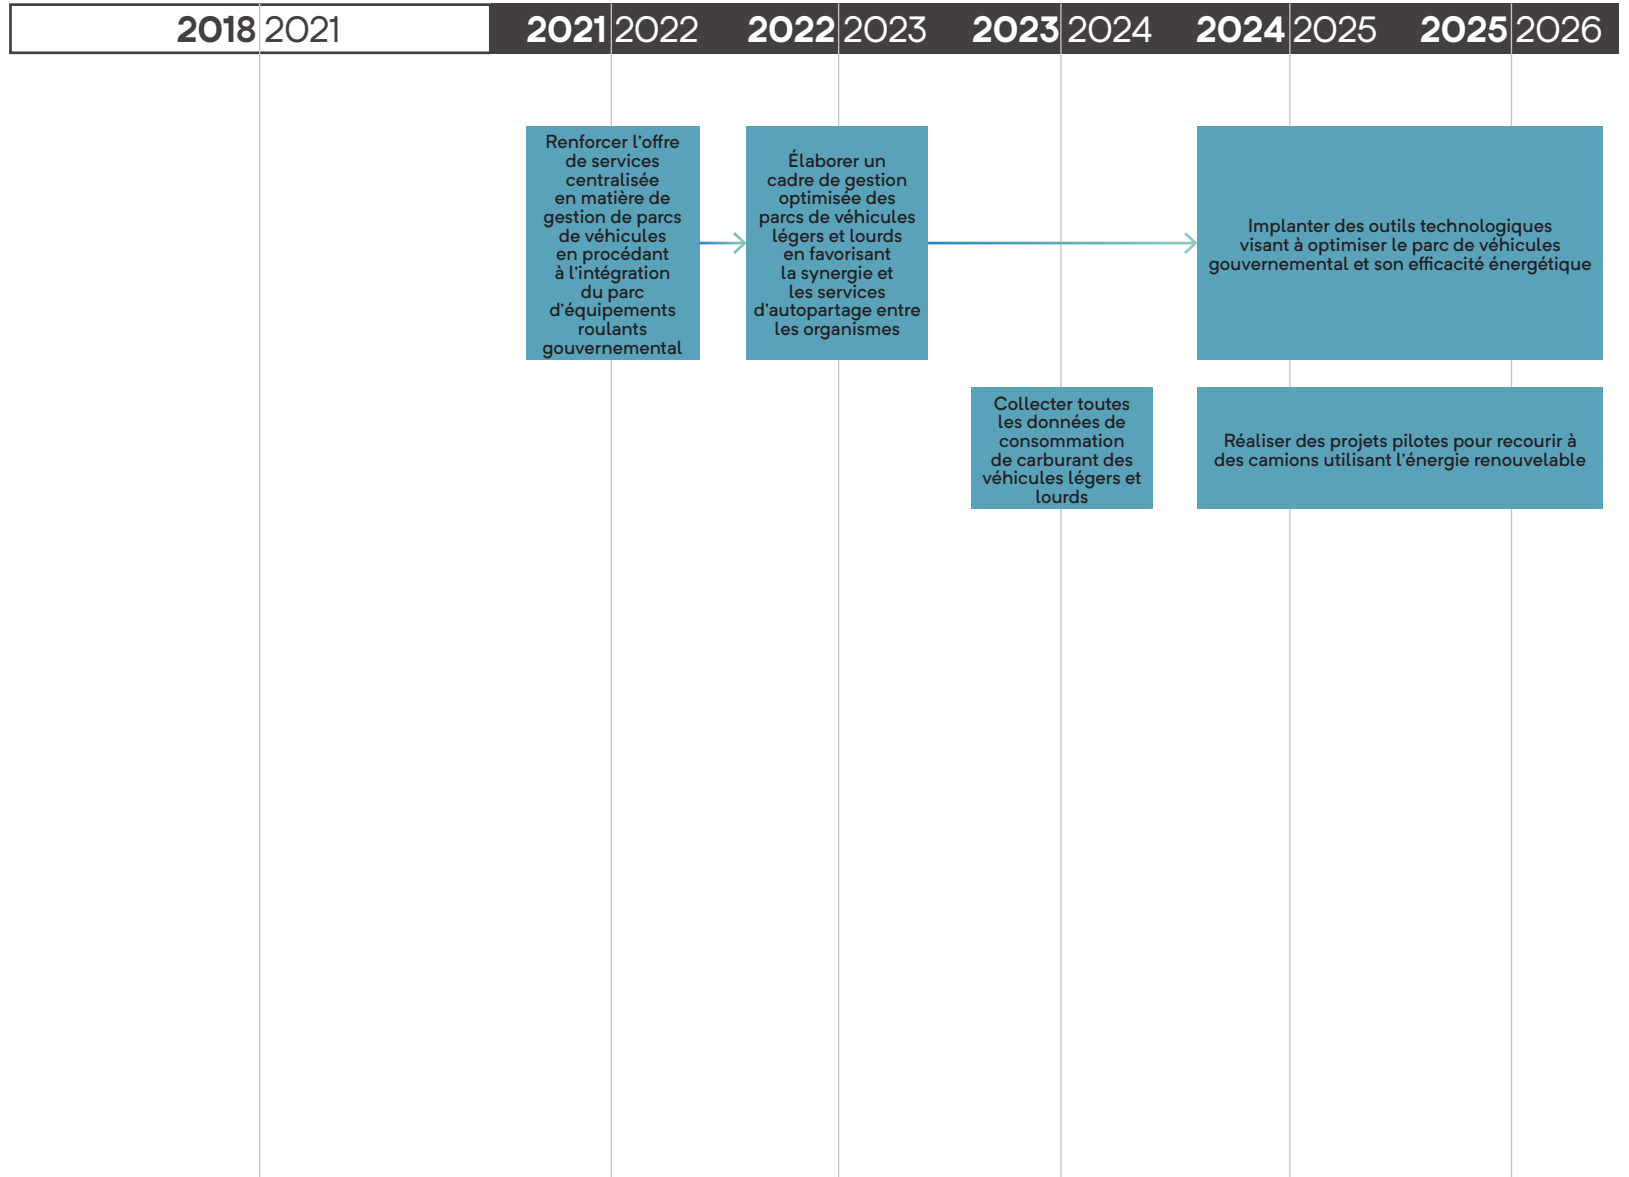 2018 2021
2021 2022
2022 2023
2023 2024
2024 2025
2025 2026
Renforcer l'offre
de services
centralisée
en matière de
gestion de parcs
de véhicules
en procédant
à l'intégration
du parc
d'équipements
roulants
gouvernemental
Élaborer un
cadre de gestion
optimisée des
parcs de véhicules
légers et lourds
en favorisant
la synergie et
les services
d'autopartage entre
les organismes
Implanter des outils technologiques
visant à optimiser le parc de véhicules
gouvernemental et son efficacité énergétique
Collecter toutes
les données de
consommation
de carburant des
véhicules légers et
lourds
Réaliser des projets pilotes pour recourir à
des camions utilisant l'énergie renouvelable